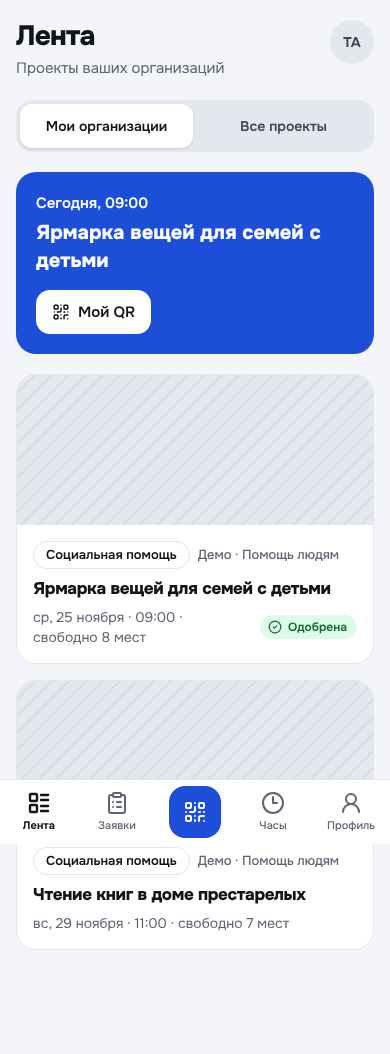 Лента
ТА
Проекты ваших организаций
Мои организации
Все проекты
Сегодня, 09:00
Ярмарка вещей для семей с
детьми
Мой QR
Социальная помощь
Демо · Помощь людям
Ярмарка вещей для семей с детьми
ср, 25 ноября · 09:00 ·
свободно 8 мест
Одобрена
Лента
Заявки
Часы
Профиль
Социальная помощь
Демо · Помощь людям
Чтение книг в доме престарелых
вс, 29 ноября · 11:00 · свободно 7 мест